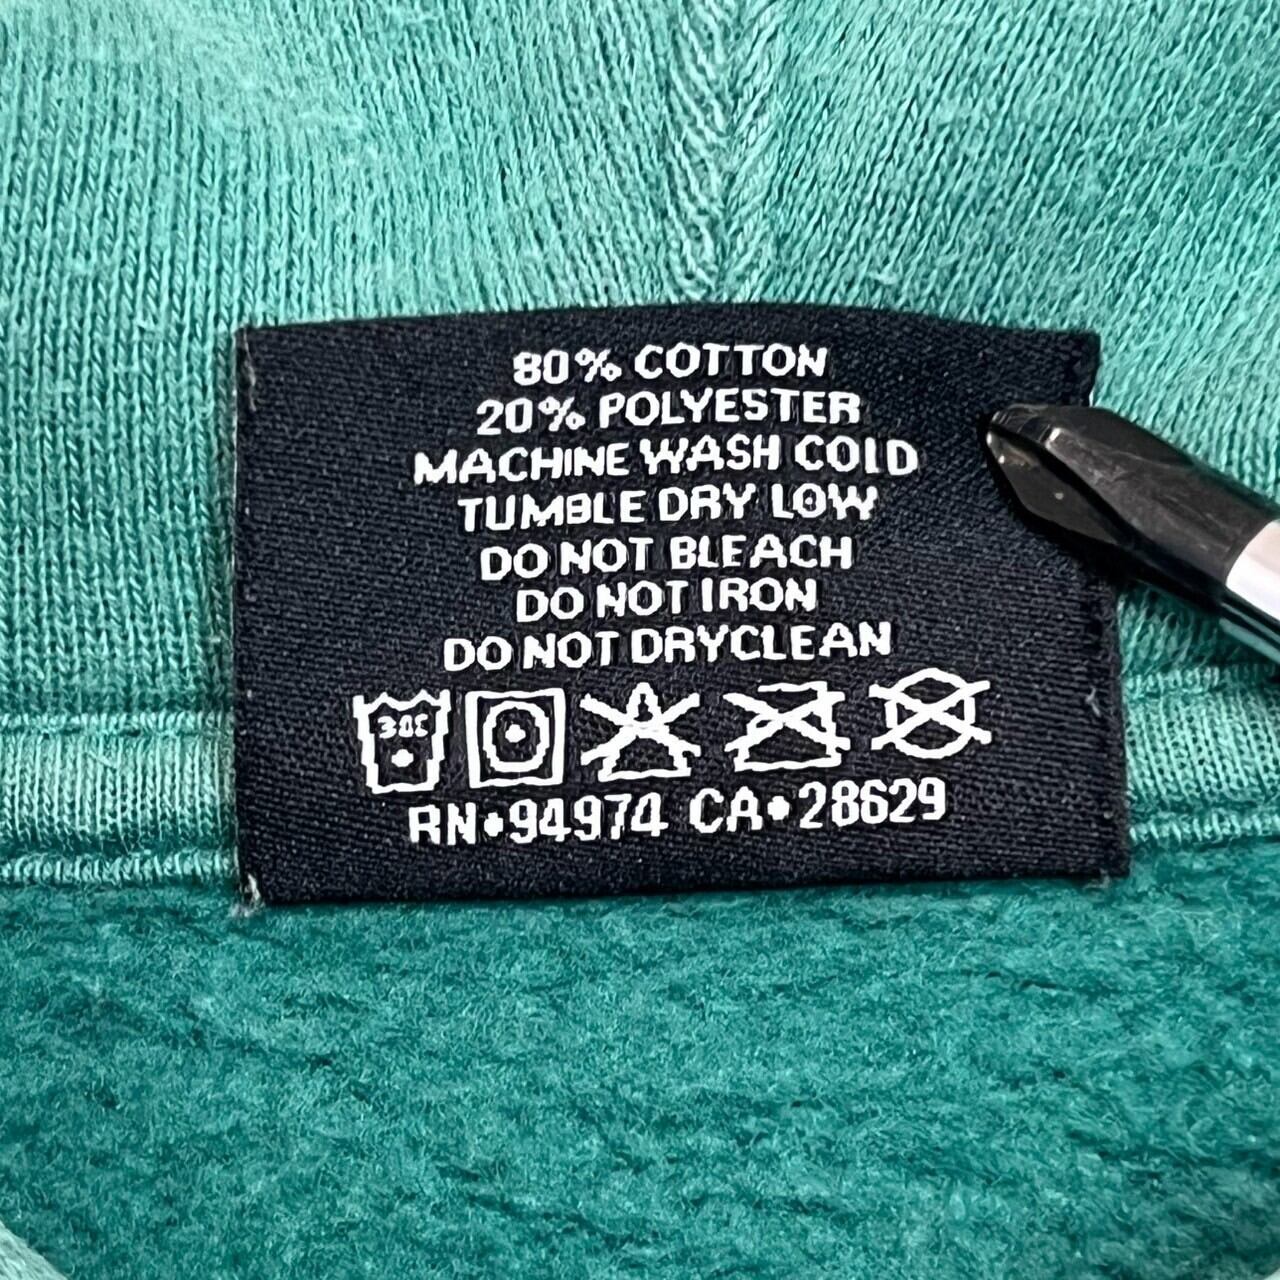 80% COTTON
20% POLYESTER
MACHINE WASH COLD
TUMBLE DRY LOW
DO NOT BLEACH
DO NOT IRON
DO NOT DRYCLEAN
RN•94974 CA•28629